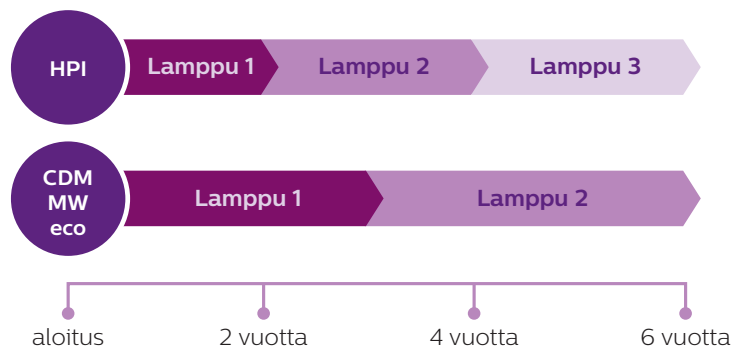 HPI
Lamppu 1
Lamppu 2
Lamppu 3
CDM
MW
eco
Lamppu 1
Lamppu 2
aloitus
2 vuotta
4 vuotta
6 vuotta